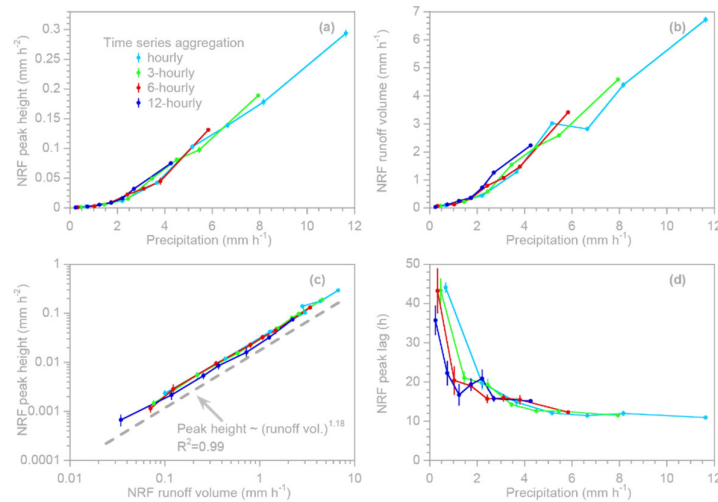 (a)
0.3
0.25
0.2
0.15
0.1
0.05
0
NRF peak height (mm h⁻²)
Time series aggregation
hourly
3-hourly
6-hourly
12-hourly
0 2 4 6 8 10 12
Precipitation (mm h⁻¹)
(b)
7
6
5
4
3
2
1
0
NRF runoff volume (mm h⁻¹)
0 2 4 6 8 10 12
Precipitation (mm h⁻¹)
(c)
1
0.1
0.01
0.001
0.0001
NRF peak height (mm h⁻²)
Peak height ~ (runoff vol.)¹·¹⁸
R²=0.99
0.01 0.1 1 10
NRF runoff volume (mm h⁻¹)
(d)
50
40
30
20
10
0
NRF peak lag (h)
0 2 4 6 8 10 12
Precipitation (mm h⁻¹)